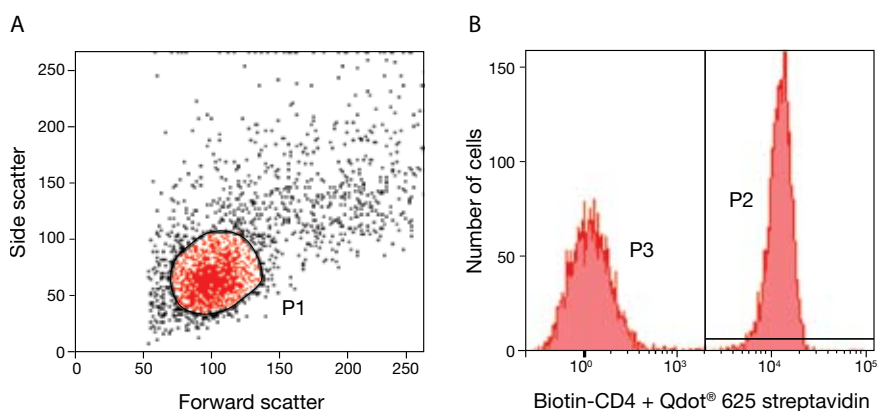 A
Side scatter
250
200
150
100
50
0
P1
0 50 100 150 200 250
Forward scatter
B
Number of cells
150
100
50
0
P3
P2
10⁰ 10³ 10⁴ 10⁵
Biotin-CD4 + Qdot® 625 streptavidin